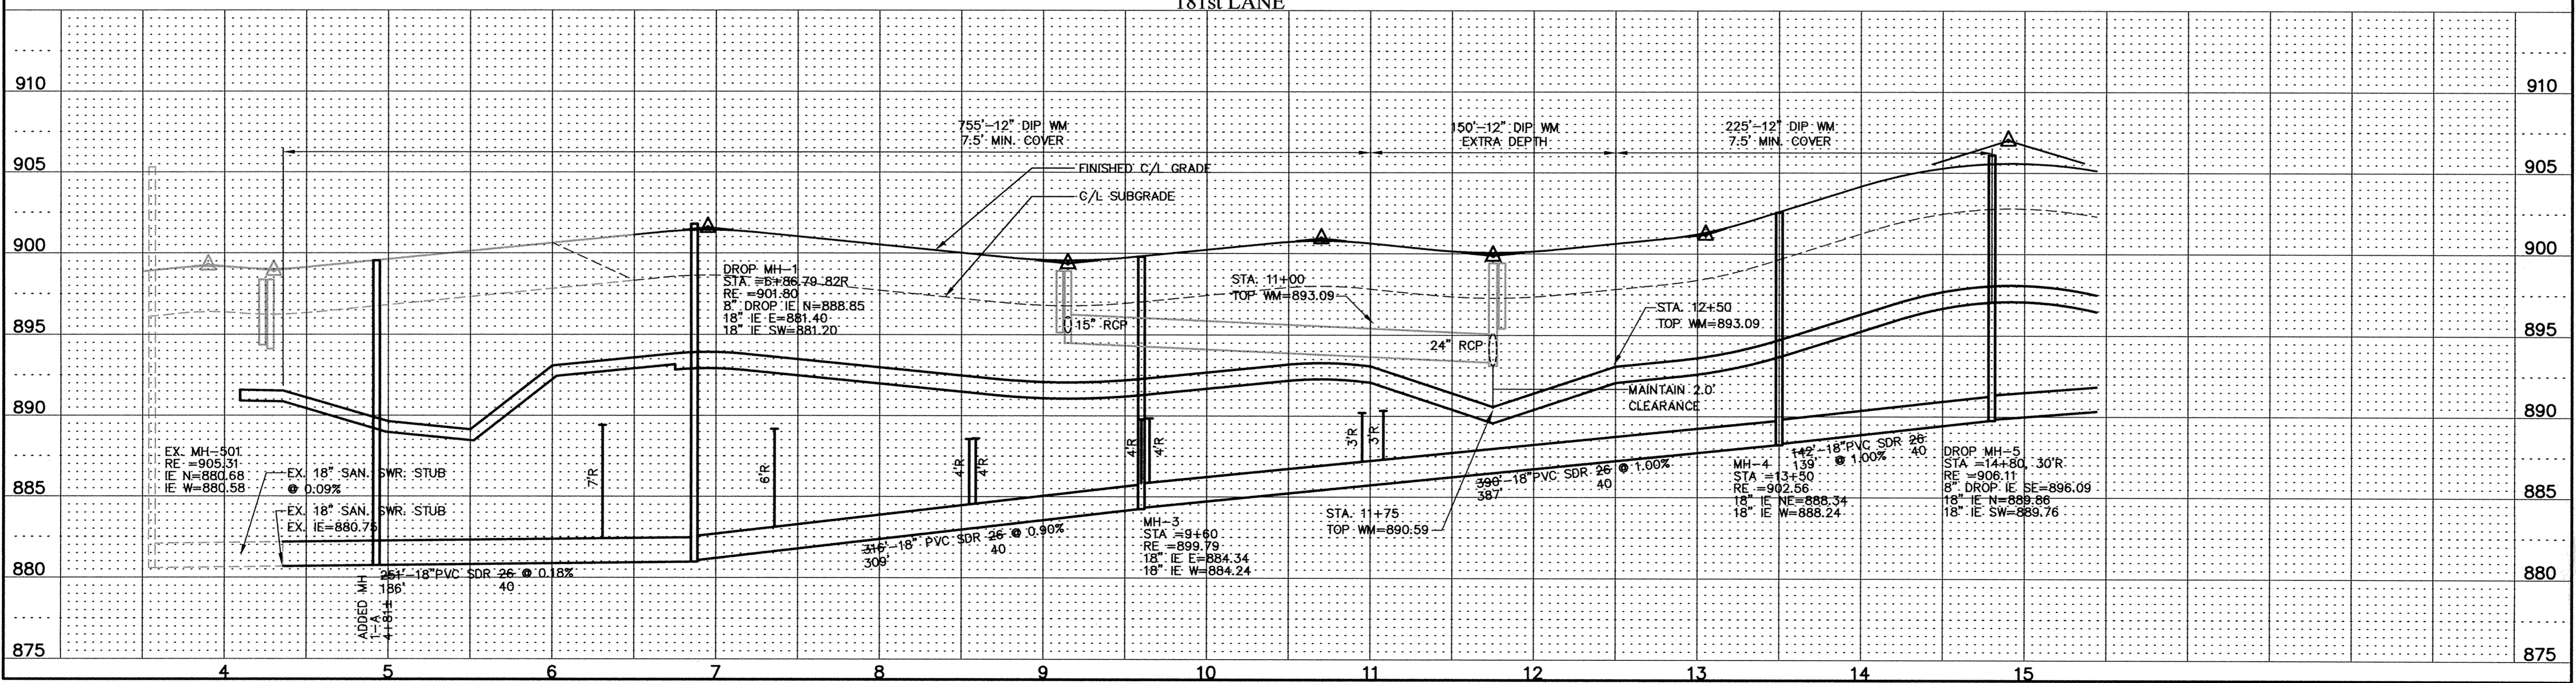 181st LANE
910
905
900
895
890
885
880
875
910
905
900
895
890
885
880
875
755'-12" DIP WM
7.5' MIN. COVER
150'-12" DIP WM
EXTRA DEPTH
225'-12" DIP WM
7.5' MIN. COVER
FINISHED C/L GRADE
C/L SUBGRADE
DROP MH-1
STA =6+86.79 82R
RE =901.80
8" DROP IE N=888.85
18" IE E=881.40
18" IE SW=881.20
STA. 11+00
TOP WM=893.09
15" RCP
24" RCP
STA. 12+50
TOP WM=893.09
MAINTAIN 2.0'
CLEARANCE
EX. MH-501
RE =905.31
IE N=880.68
IE W=880.58
EX. 18" SAN. SWR. STUB
@ 0.09%
EX. 18" SAN. SWR. STUB
EX. IE=880.75
7'R
6'R
4'R
4'R
4'R
4'R
3'R
3'R
ADDED MH
1-A
4+81±
251'-18"PVC SDR 26 @ 0.18%
186' 40
316'-18" PVC SDR 26 @ 0.90%
309' 40
MH-3
STA =9+60
RE =899.79
18" IE E=884.34
18" IE W=884.24
STA. 11+75
TOP WM=890.59
390'-18"PVC SDR 26 @ 1.00%
387' 40
MH-4
STA =13+50
RE =902.56
18" IE NE=888.34
18" IE W=888.24
142'-18"PVC SDR 26
139' @ 1.00% 40
DROP MH-5
STA =14+80, 30'R
RE =906.11
8" DROP IE SE=896.09
18" IE N=889.86
18" IE SW=889.76
4 5 6 7 8 9 10 11 12 13 14 15